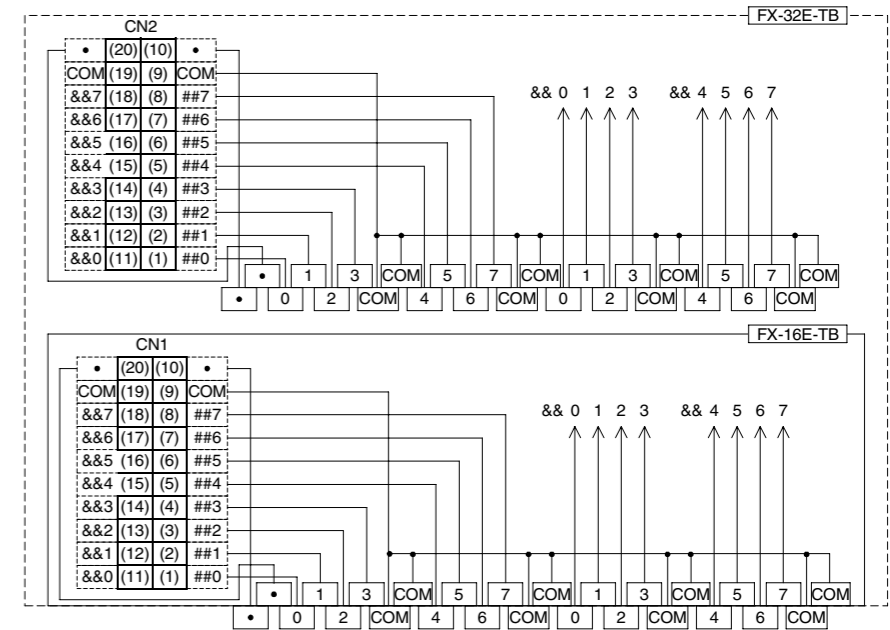 FX-32E-TB
CN2
• (20) (10) •
COM (19) (9) COM
&&7 (18) (8) ##7
&&6 (17) (7) ##6
&&5 (16) (6) ##5
&&4 (15) (5) ##4
&&3 (14) (4) ##3
&&2 (13) (3) ##2
&&1 (12) (2) ##1
&&0 (11) (1) ##0
&& 0 1 2 3 && 4 5 6 7
• 1 3 COM 5 7 COM 1 3 COM 5 7 COM
• 0 2 COM 4 6 COM 0 2 COM 4 6 COM
FX-16E-TB
CN1
• (20) (10) •
COM (19) (9) COM
&&7 (18) (8) ##7
&&6 (17) (7) ##6
&&5 (16) (6) ##5
&&4 (15) (5) ##4
&&3 (14) (4) ##3
&&2 (13) (3) ##2
&&1 (12) (2) ##1
&&0 (11) (1) ##0
&& 0 1 2 3 && 4 5 6 7
• 1 3 COM 5 7 COM 1 3 COM 5 7 COM
• 0 2 COM 4 6 COM 0 2 COM 4 6 COM